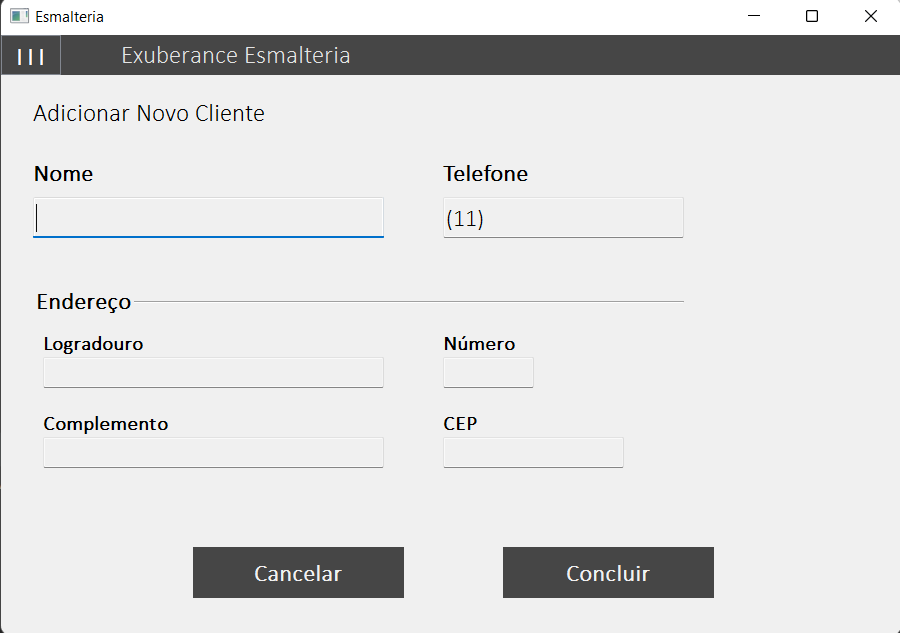 Esmalteria
Exuberance Esmalteria
Adicionar Novo Cliente
Nome Telefone
(11)
Endereço
Logradouro Número
Complemento CEP
Cancelar Concluir